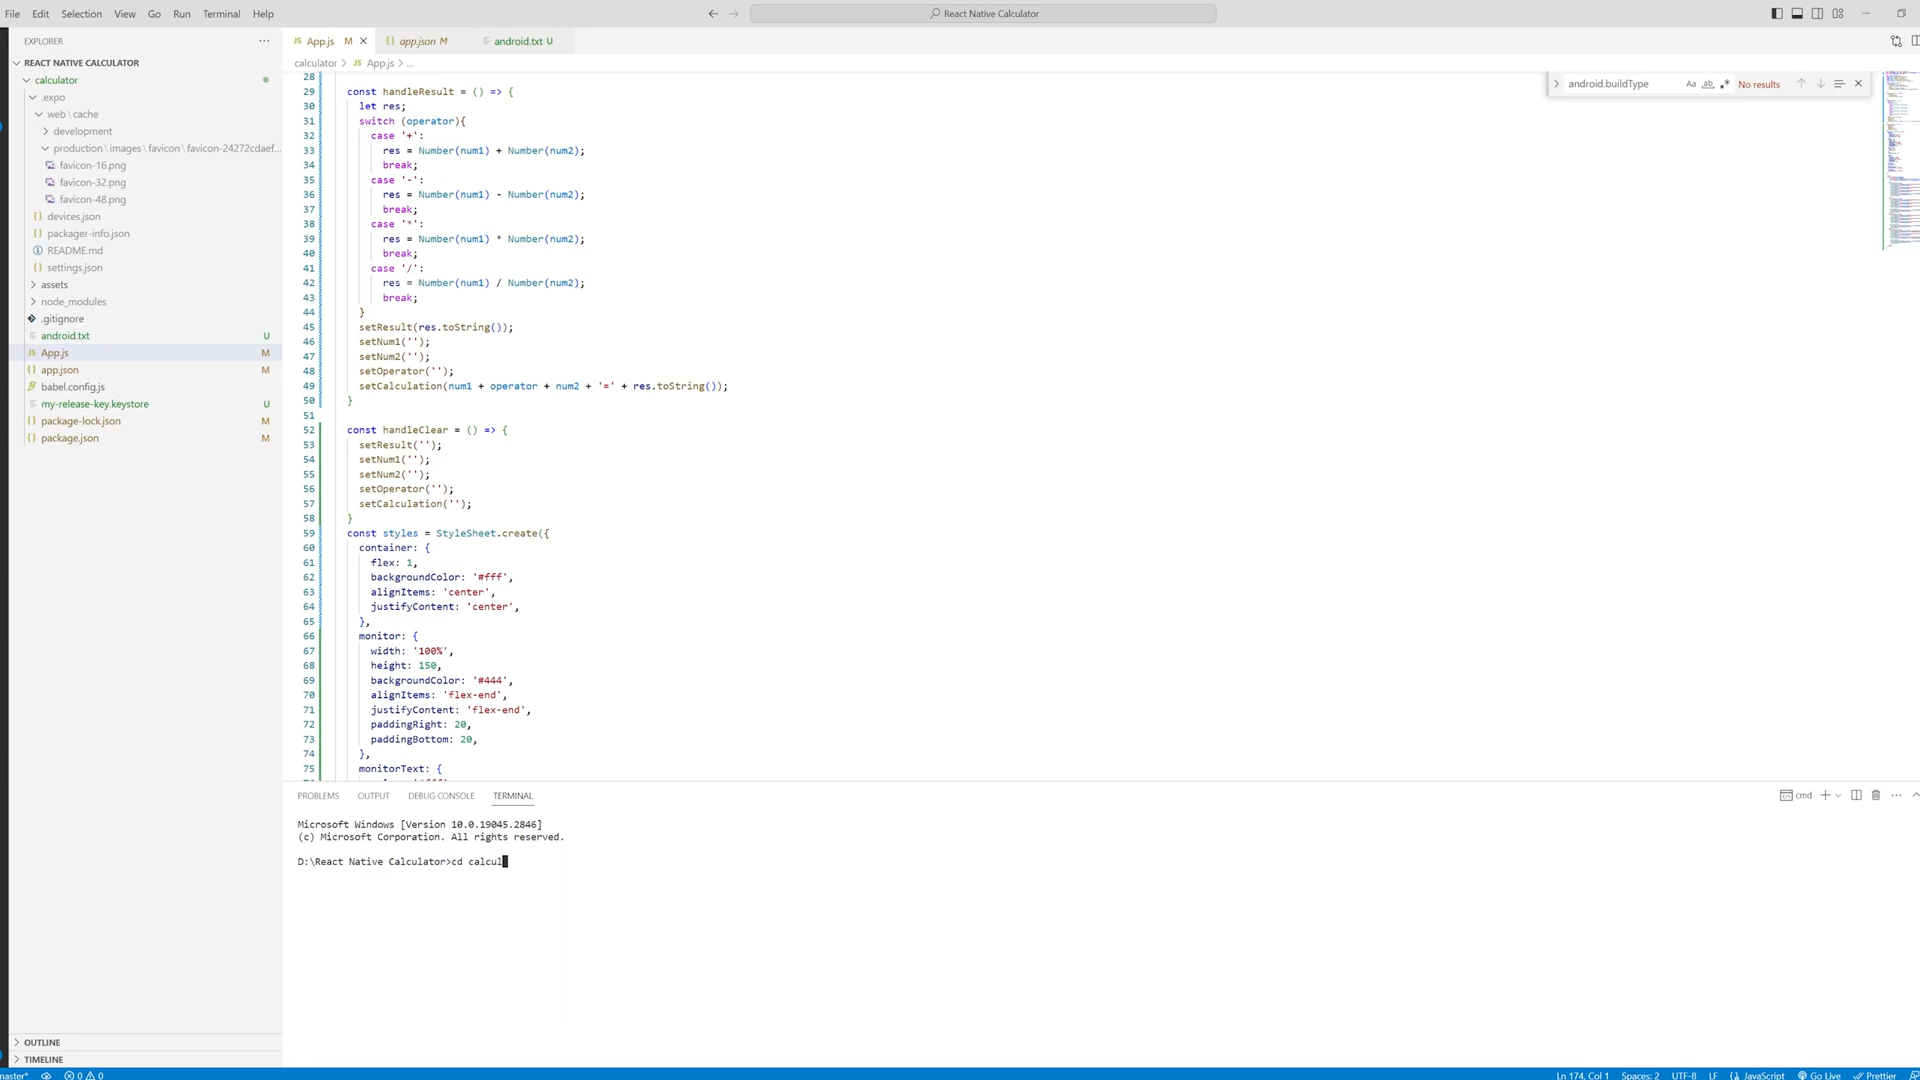 File Edit Selection View Go Run Terminal Help
React Native Calculator
EXPLORER
REACT NATIVE CALCULATOR
calculator
.expo
web \ cache
development
production \ images \ favicon \ favicon-24272cdaef...
favicon-16.png
favicon-32.png
favicon-48.png
devices.json
packager-info.json
README.md
settings.json
assets
node_modules
.gitignore
android.txt U
JS App.js M
app.json M
babel.config.js
my-release-key.keystore U
package-lock.json M
package.json M
OUTLINE
TIMELINE
JS App.js M
app.json M
android.txt U
calculator > JS App.js > ...
android.buildType Aa ab No results
28
29 const handleResult = () => {
30 let res;
31 switch (operator){
32 case '+':
33 res = Number(num1) + Number(num2);
34 break;
35 case '-':
36 res = Number(num1) - Number(num2);
37 break;
38 case '*':
39 res = Number(num1) * Number(num2);
40 break;
41 case '/':
42 res = Number(num1) / Number(num2);
43 break;
44 }
45 setResult(res.toString());
46 setNum1('');
47 setNum2('');
48 setOperator('');
49 setCalculation(num1 + operator + num2 + '=' + res.toString());
50 }
51
52 const handleClear = () => {
53 setResult('');
54 setNum1('');
55 setNum2('');
56 setOperator('');
57 setCalculation('');
58 }
59 const styles = StyleSheet.create({
60 container: {
61 flex: 1,
62 backgroundColor: '#fff',
63 alignItems: 'center',
64 justifyContent: 'center',
65 },
66 monitor: {
67 width: '100%',
68 height: 150,
69 backgroundColor: '#444',
70 alignItems: 'flex-end',
71 justifyContent: 'flex-end',
72 paddingRight: 20,
73 paddingBottom: 20,
74 },
75 monitorText: {
PROBLEMS OUTPUT DEBUG CONSOLE TERMINAL
cmd
Microsoft Windows [Version 10.0.19045.2846]
(c) Microsoft Corporation. All rights reserved.
D:\React Native Calculator>cd calcul
master* 0 0
Ln 174, Col 1 Spaces: 2 UTF-8 LF JavaScript Go Live Prettier